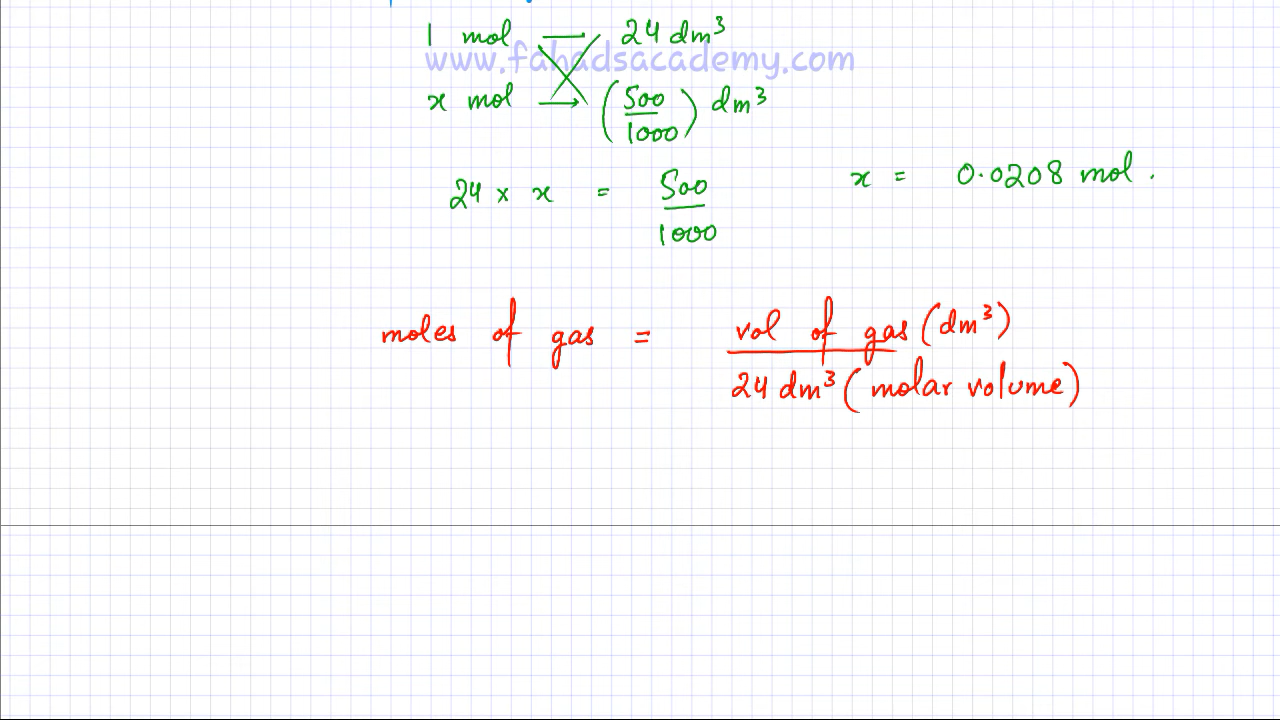 1 mol — 24 dm³
www.fahadsacademy.com
x mol → (500/1000) dm³
24 × x = 500/1000    x = 0.0208 mol.
moles of gas = vol of gas (dm³)
24 dm³ (molar volume)